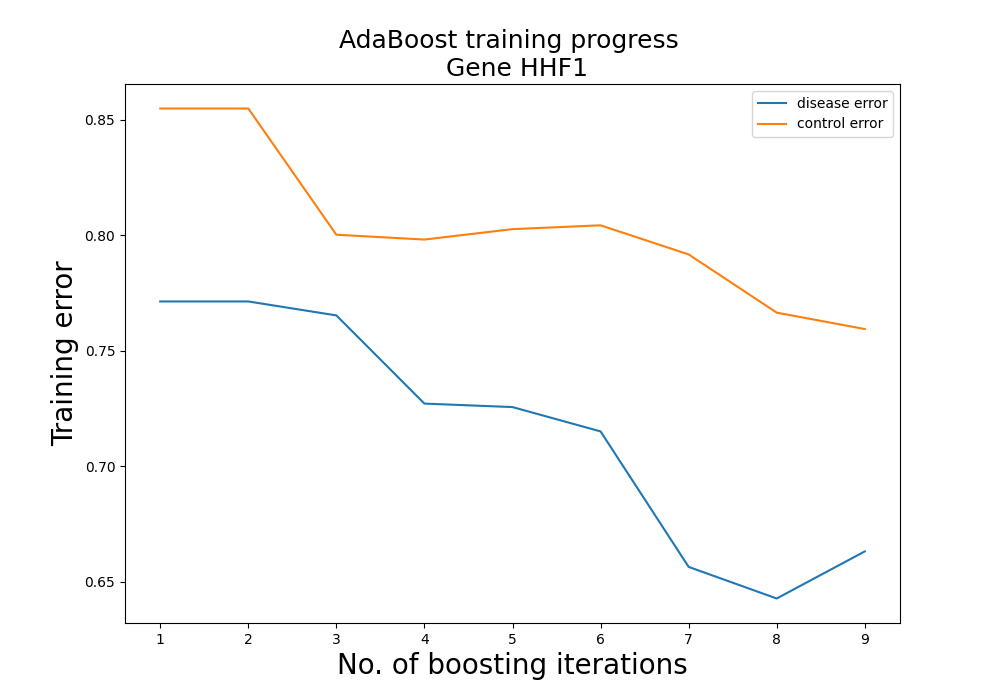 AdaBoost training progress
Gene HHF1
disease error
control error
0.85
0.80
0.75
0.70
0.65
Training error
1 2 3 4 5 6 7 8 9
No. of boosting iterations